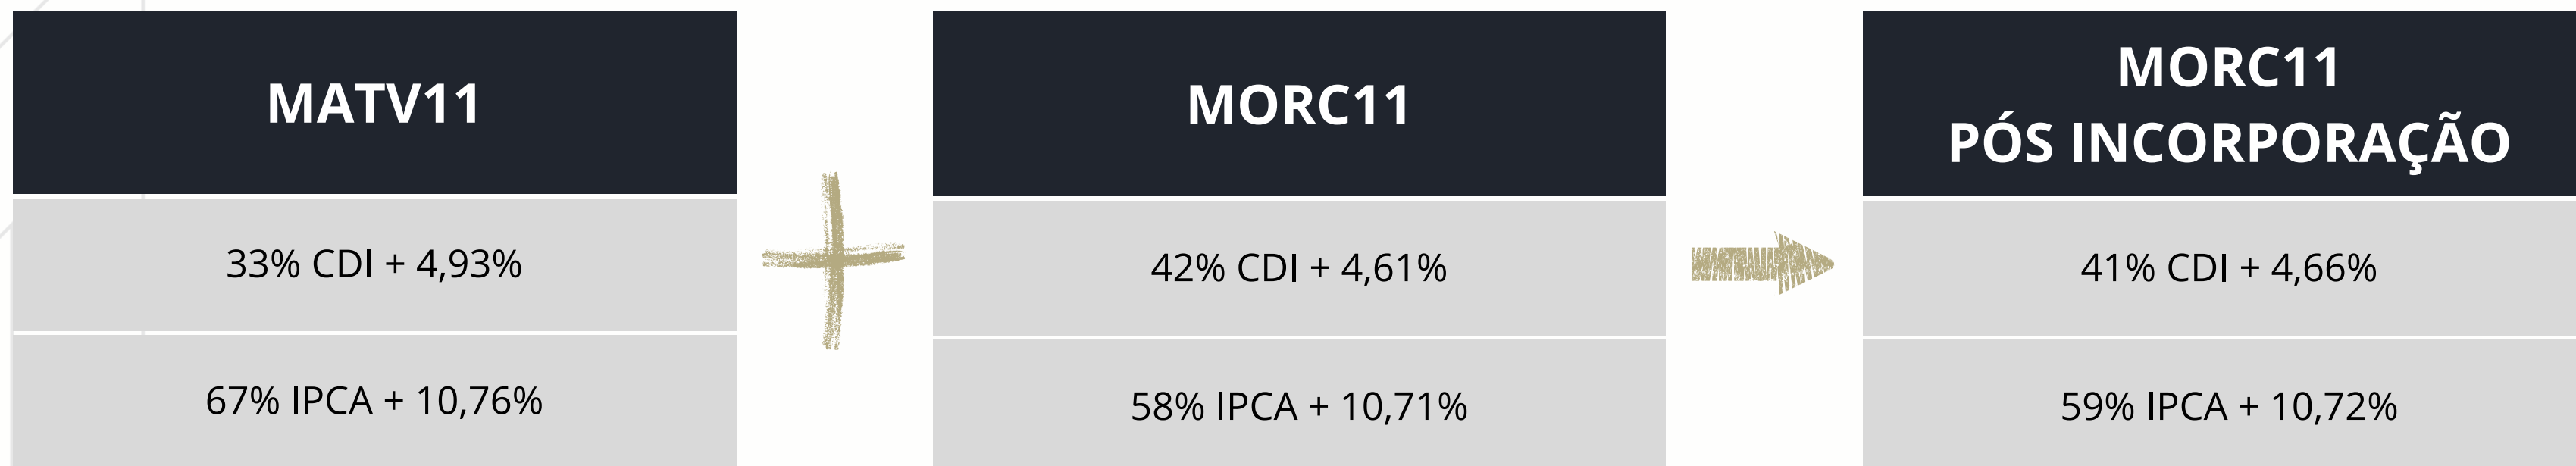 MATV11
33% CDI + 4,93%
67% IPCA + 10,76%
MORC11
42% CDI + 4,61%
58% IPCA + 10,71%
MORC11
PÓS INCORPORAÇÃO
41% CDI + 4,66%
59% IPCA + 10,72%